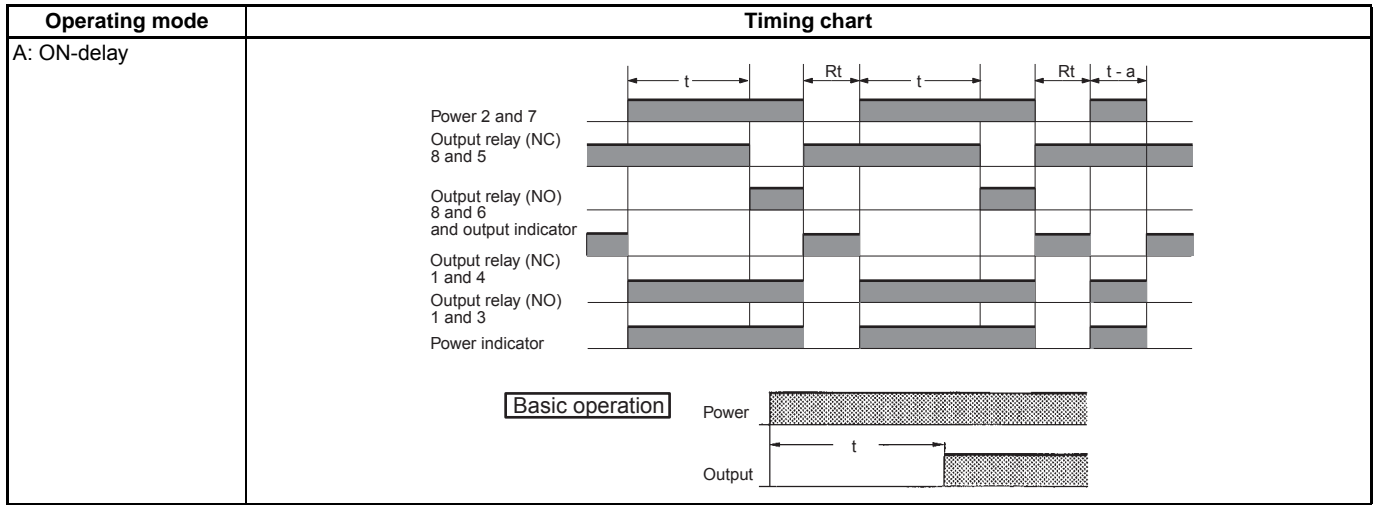 Operating mode
Timing chart
A: ON-delay
t
Rt
t
Rt
t - a
Power 2 and 7
Output relay (NC)
8 and 5
Output relay (NO)
8 and 6
and output indicator
Output relay (NC)
1 and 4
Output relay (NO)
1 and 3
Power indicator
Basic operation
Power
t
Output